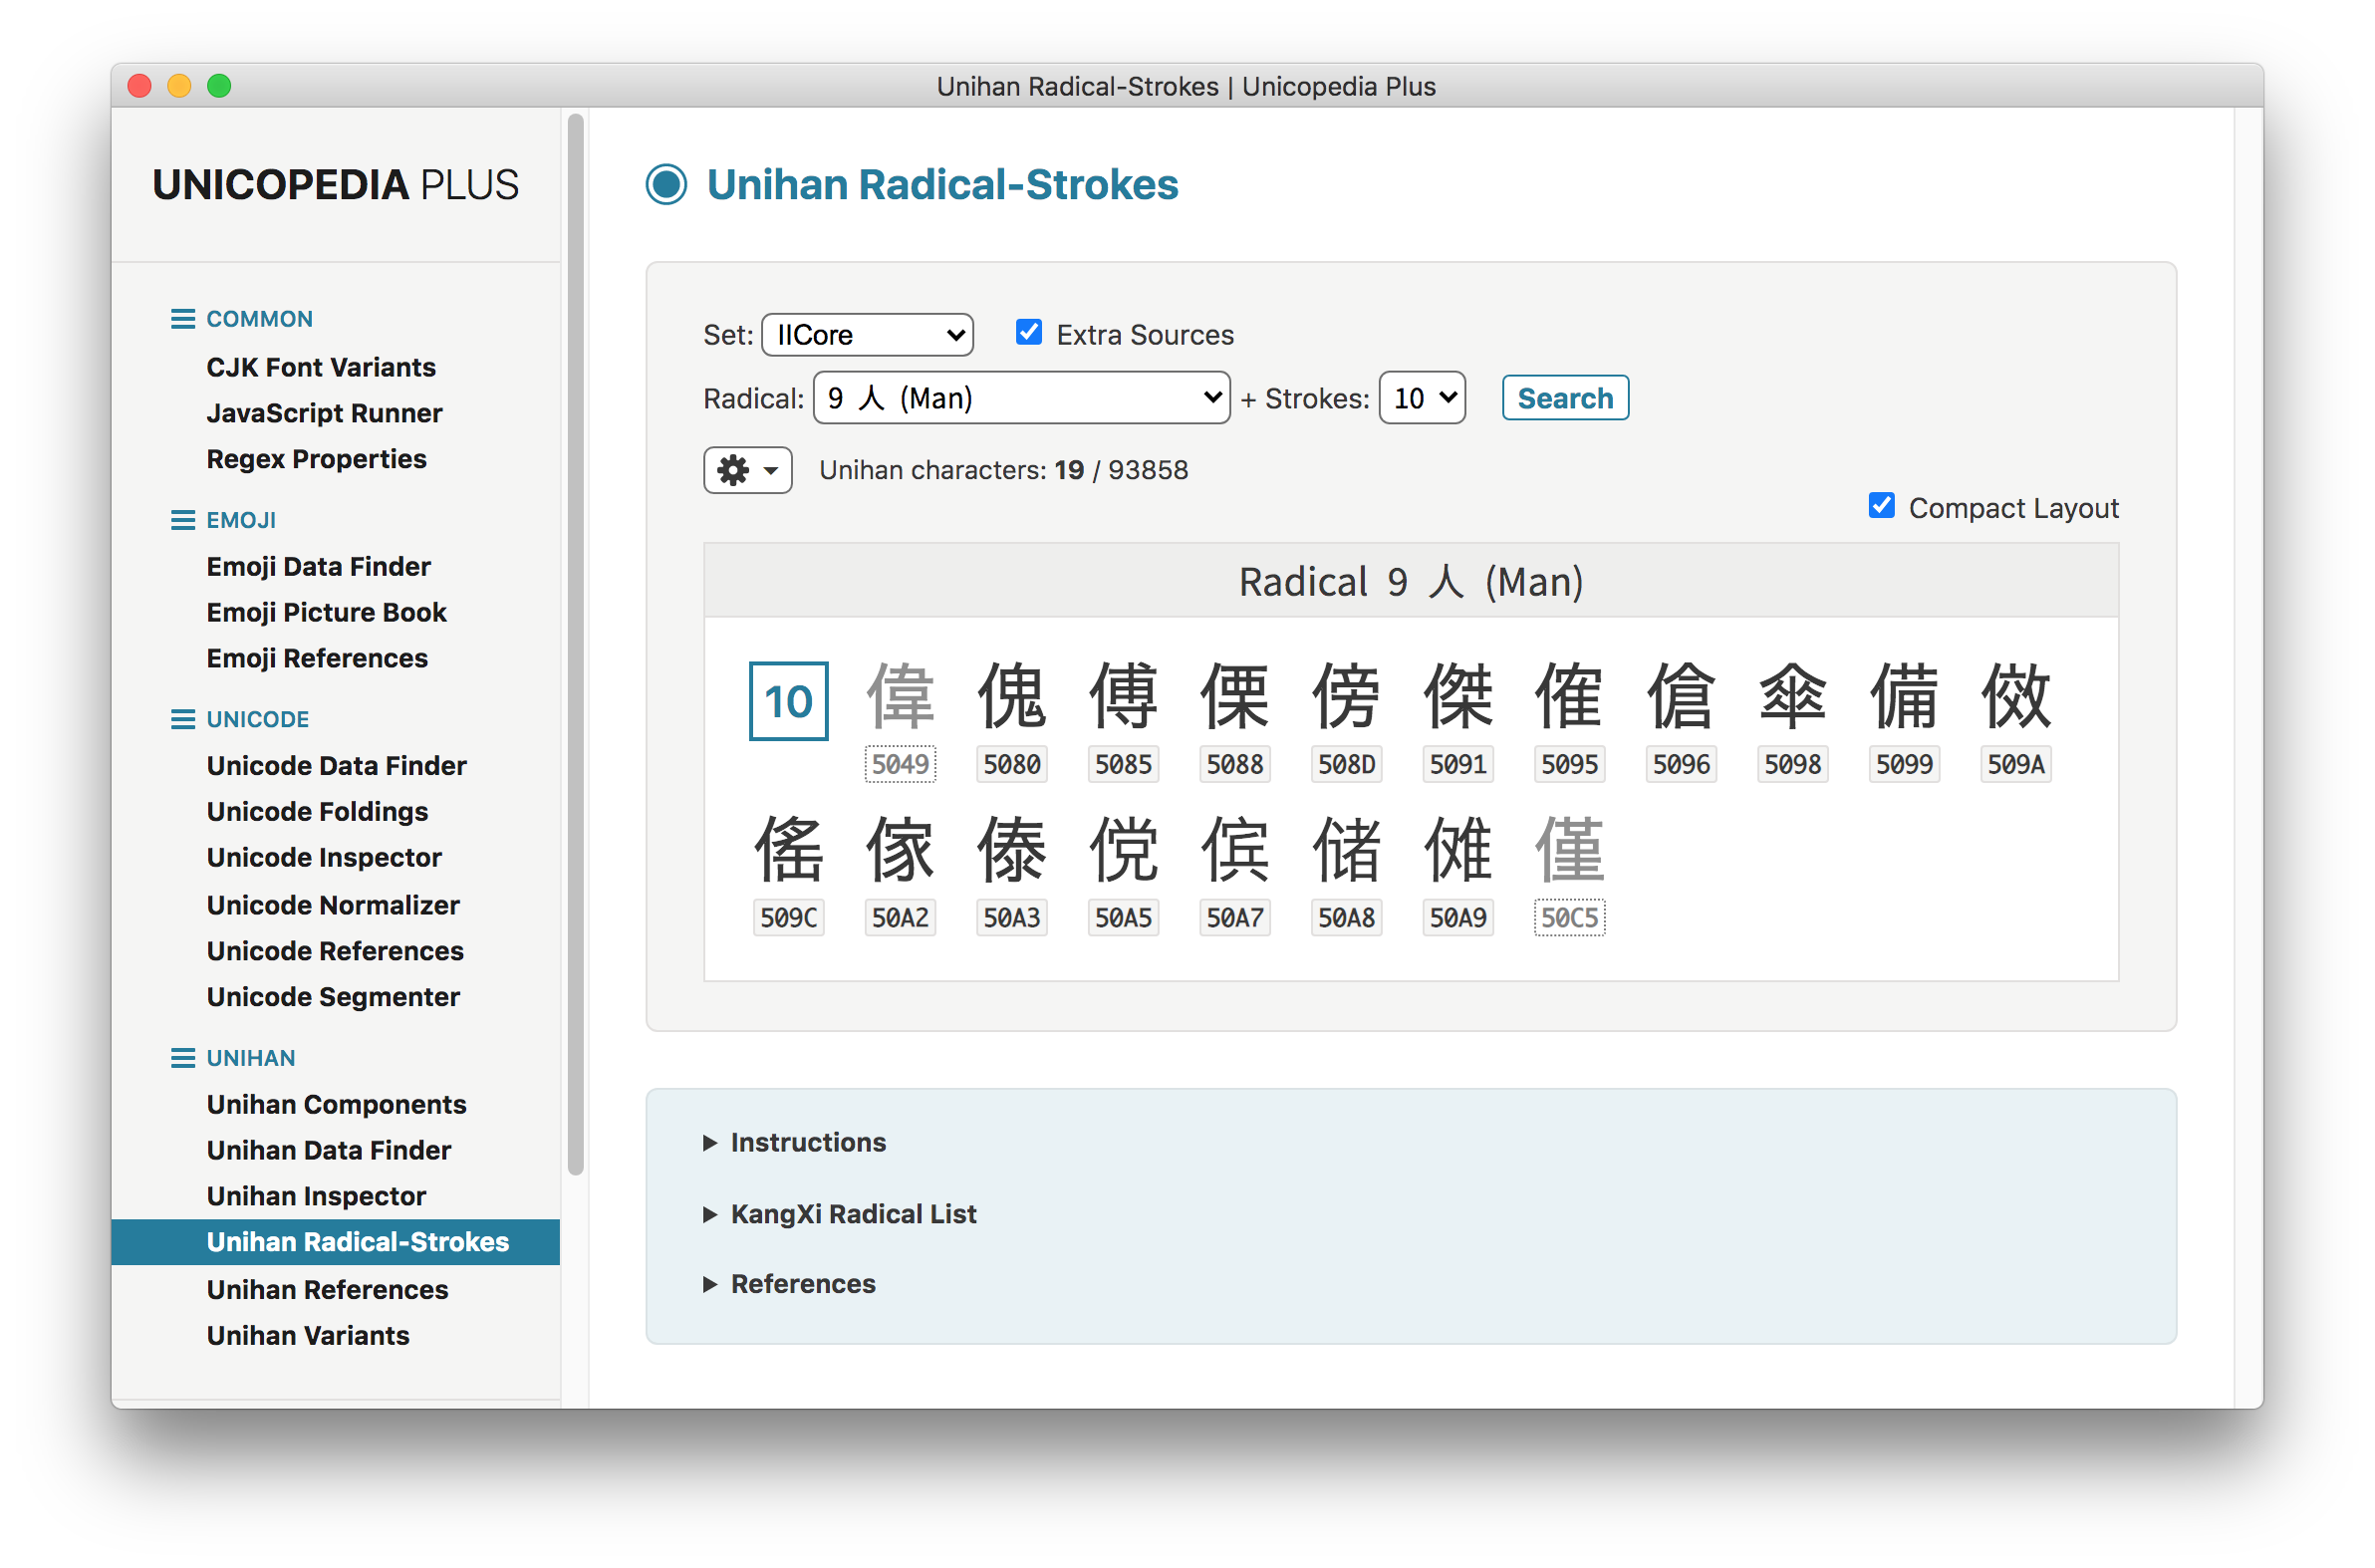 Unihan Radical-Strokes | Unicopedia Plus
UNICOPEDIA PLUS
COMMON
CJK Font Variants
JavaScript Runner
Regex Properties
EMOJI
Emoji Data Finder
Emoji Picture Book
Emoji References
UNICODE
Unicode Data Finder
Unicode Foldings
Unicode Inspector
Unicode Normalizer
Unicode References
Unicode Segmenter
UNIHAN
Unihan Components
Unihan Data Finder
Unihan Inspector
Unihan Radical-Strokes
Unihan References
Unihan Variants
Unihan Radical-Strokes
Set: IICore Extra Sources
Radical: 9 人 (Man) + Strokes: 10 Search
Unihan characters: 19 / 93858
Compact Layout
Radical 9 人 (Man)
10 偉 傀 傅 傈 傍 傑 傕 傖 傘 備 傚
5049 5080 5085 5088 508D 5091 5095 5096 5098 5099 509A
傜 傢 傣 傥 傧 储 傩 僅
509C 50A2 50A3 50A5 50A7 50A8 50A9 50C5
Instructions
KangXi Radical List
References